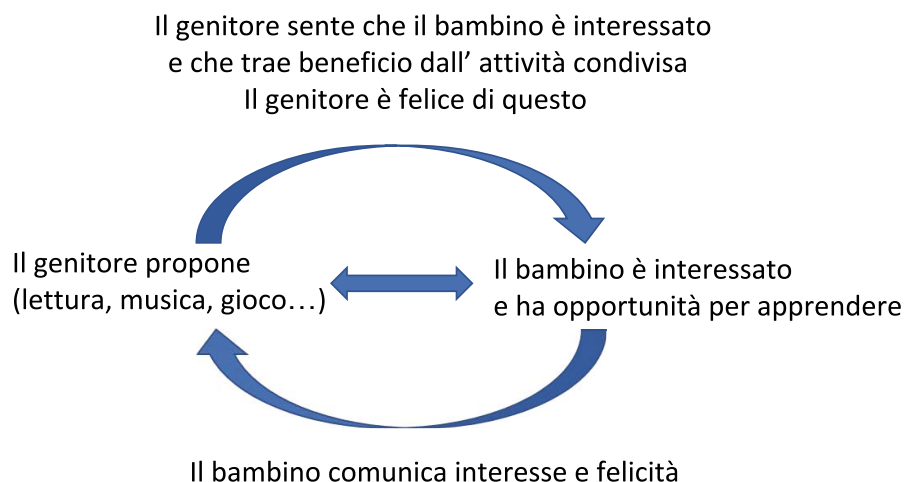 Il genitore sente che il bambino è interessato
e che trae beneficio dall’ attività condivisa
Il genitore è felice di questo
Il genitore propone
(lettura, musica, gioco…)
Il bambino è interessato
e ha opportunità per apprendere
Il bambino comunica interesse e felicità